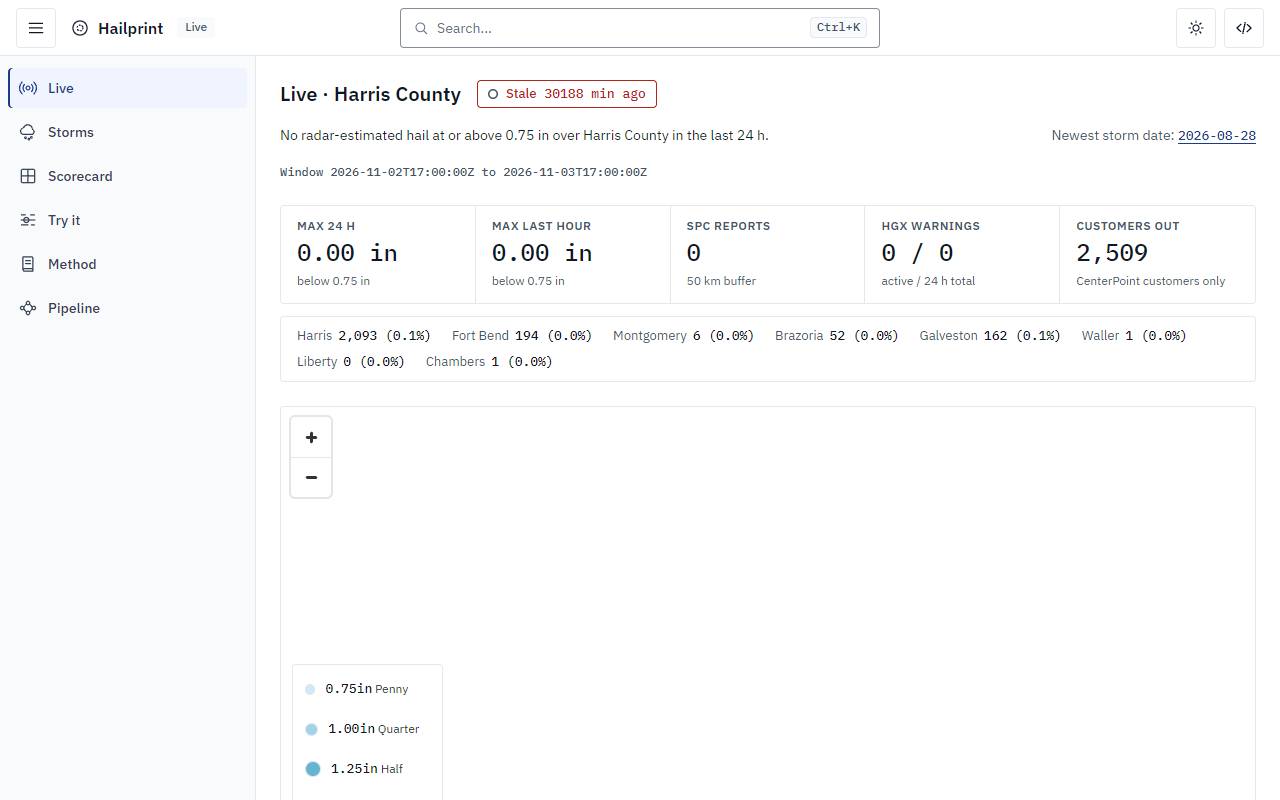 Hailprint Live Search... Ctrl+K
Live
Storms
Scorecard
Try it
Method
Pipeline
Live · Harris County Stale 30188 min ago
No radar-estimated hail at or above 0.75 in over Harris County in the last 24 h. Newest storm date: 2026-08-28
Window 2026-11-02T17:00:00Z to 2026-11-03T17:00:00Z
MAX 24 H
0.00 in
below 0.75 in
MAX LAST HOUR
0.00 in
below 0.75 in
SPC REPORTS
0
50 km buffer
HGX WARNINGS
0 / 0
active / 24 h total
CUSTOMERS OUT
2,509
CenterPoint customers only
Harris 2,093 (0.1%) Fort Bend 194 (0.0%) Montgomery 6 (0.0%) Brazoria 52 (0.0%) Galveston 162 (0.1%) Waller 1 (0.0%)
Liberty 0 (0.0%) Chambers 1 (0.0%)
+
−
0.75in Penny
1.00in Quarter
1.25in Half